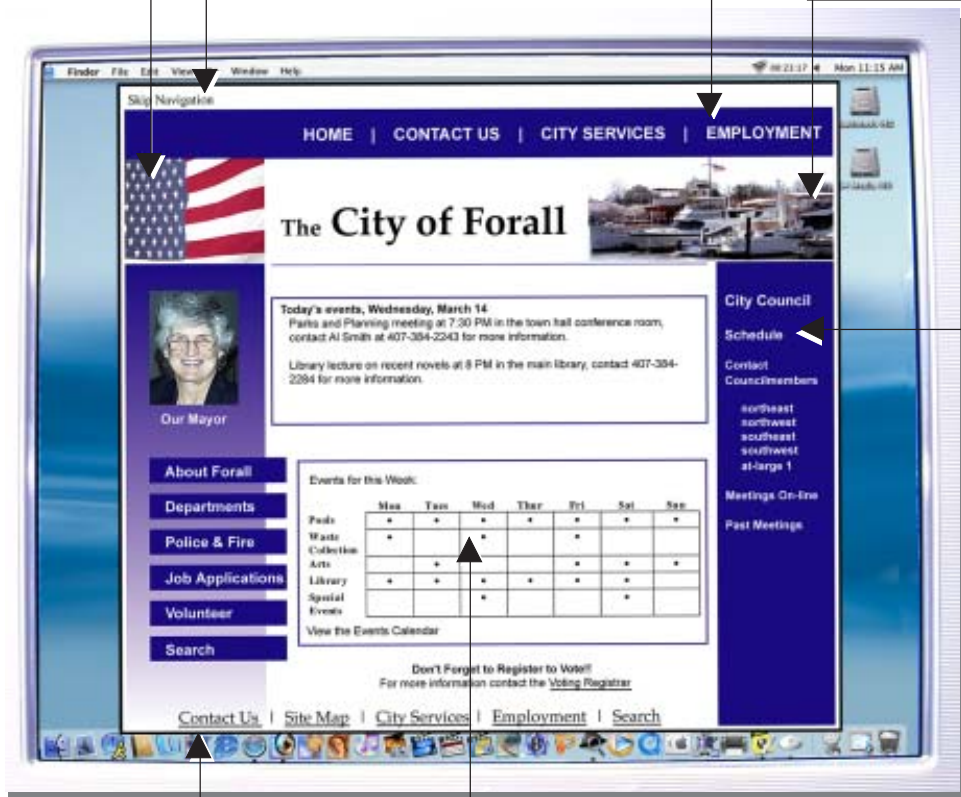 Finder File Edit View Window Help
Mon 11:15 AM
Skip Navigation
HOME | CONTACT US | CITY SERVICES | EMPLOYMENT
The City of Forall
Our Mayor
About Forall
Departments
Police & Fire
Job Applications
Volunteer
Search
Today's events, Wednesday, March 14
Parks and Planning meeting at 7:30 PM in the town hall conference room,
contact Al Smith at 407-384-2243 for more information.
Library lecture on recent novels at 8 PM in the main library, contact 407-384-
2284 for more information.
Events for this Week:
Mon Tues Wed Thur Fri Sat Sun
Pools • • • • • • •
Waste • • •
Collection
Arts • • • •
Library • • • • • •
Special • •
Events
View the Events Calendar
Don't Forget to Register to Vote!!
For more information contact the Voting Registrar
Contact Us | Site Map | City Services | Employment | Search
City Council
Schedule
Contact
Councilmembers
northeast
northwest
southeast
southwest
at-large 1
Meetings On-line
Past Meetings